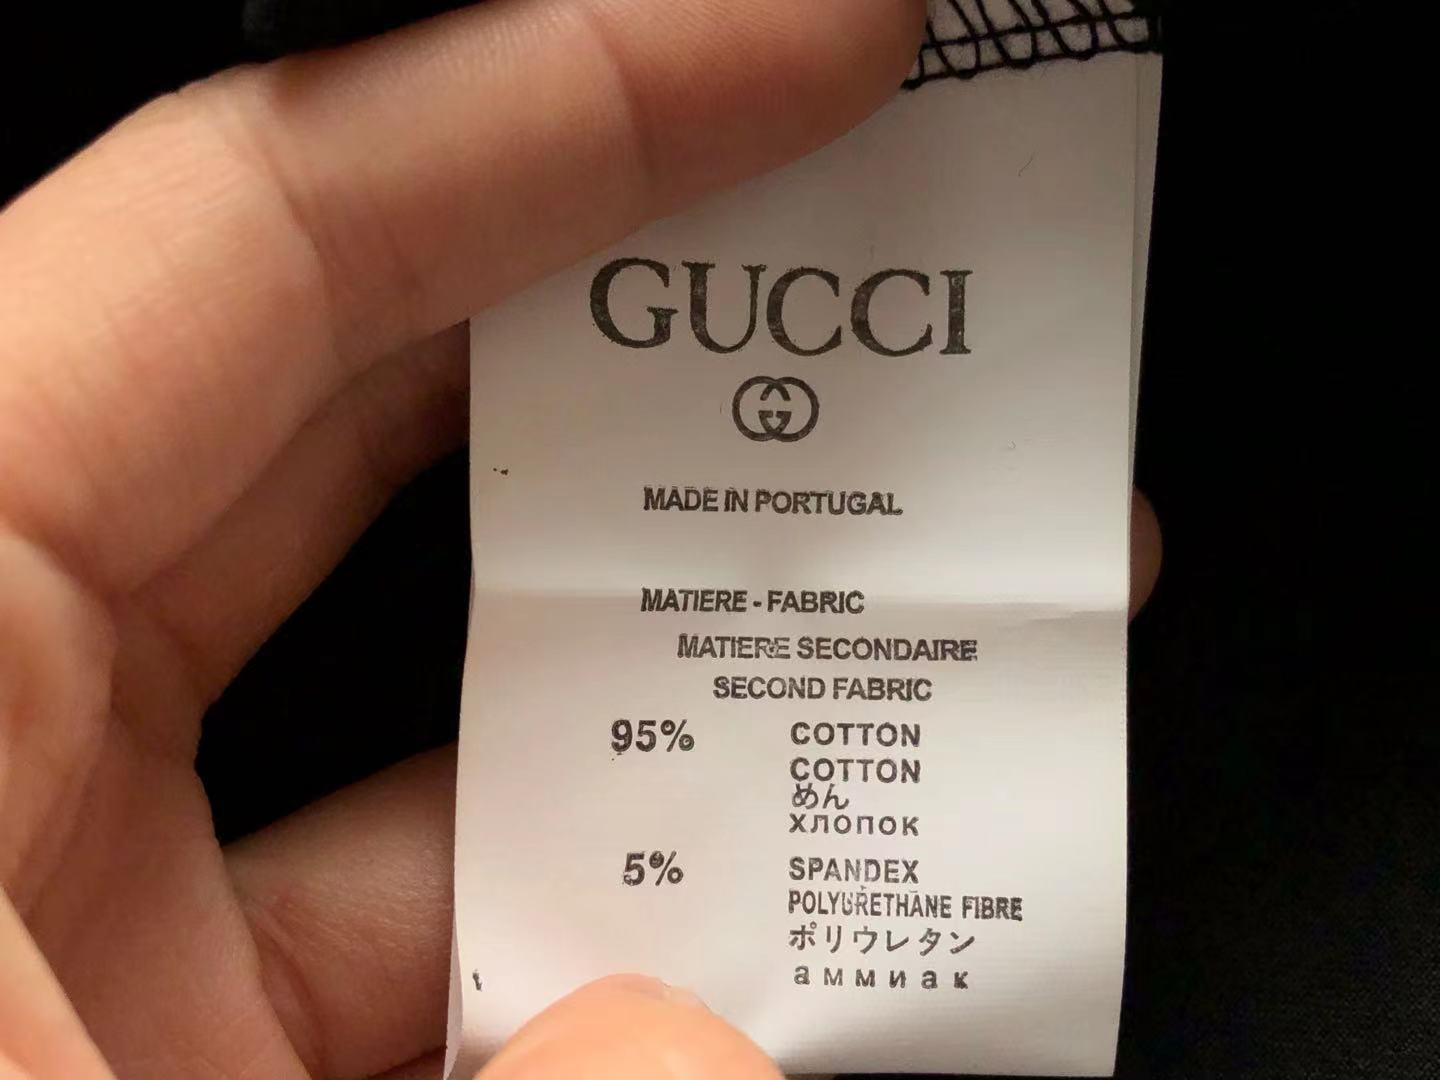 GUCCI
MADE IN PORTUGAL
MATIERE - FABRIC
MATIERE SECONDAIRE
SECOND FABRIC
95% COTTON
COTTON
めん
хлопок
5% SPANDEX
POLYURETHANE FIBRE
ポリウレタン
аммиак